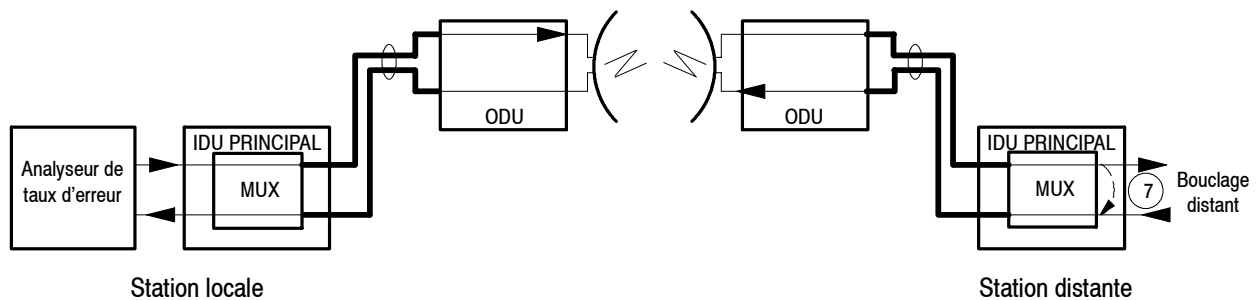 ODU
ODU
IDU PRINCIPAL
IDU PRINCIPAL
Analyseur de
taux d'erreur
MUX
MUX
7
Bouclage
distant
Station locale
Station distante